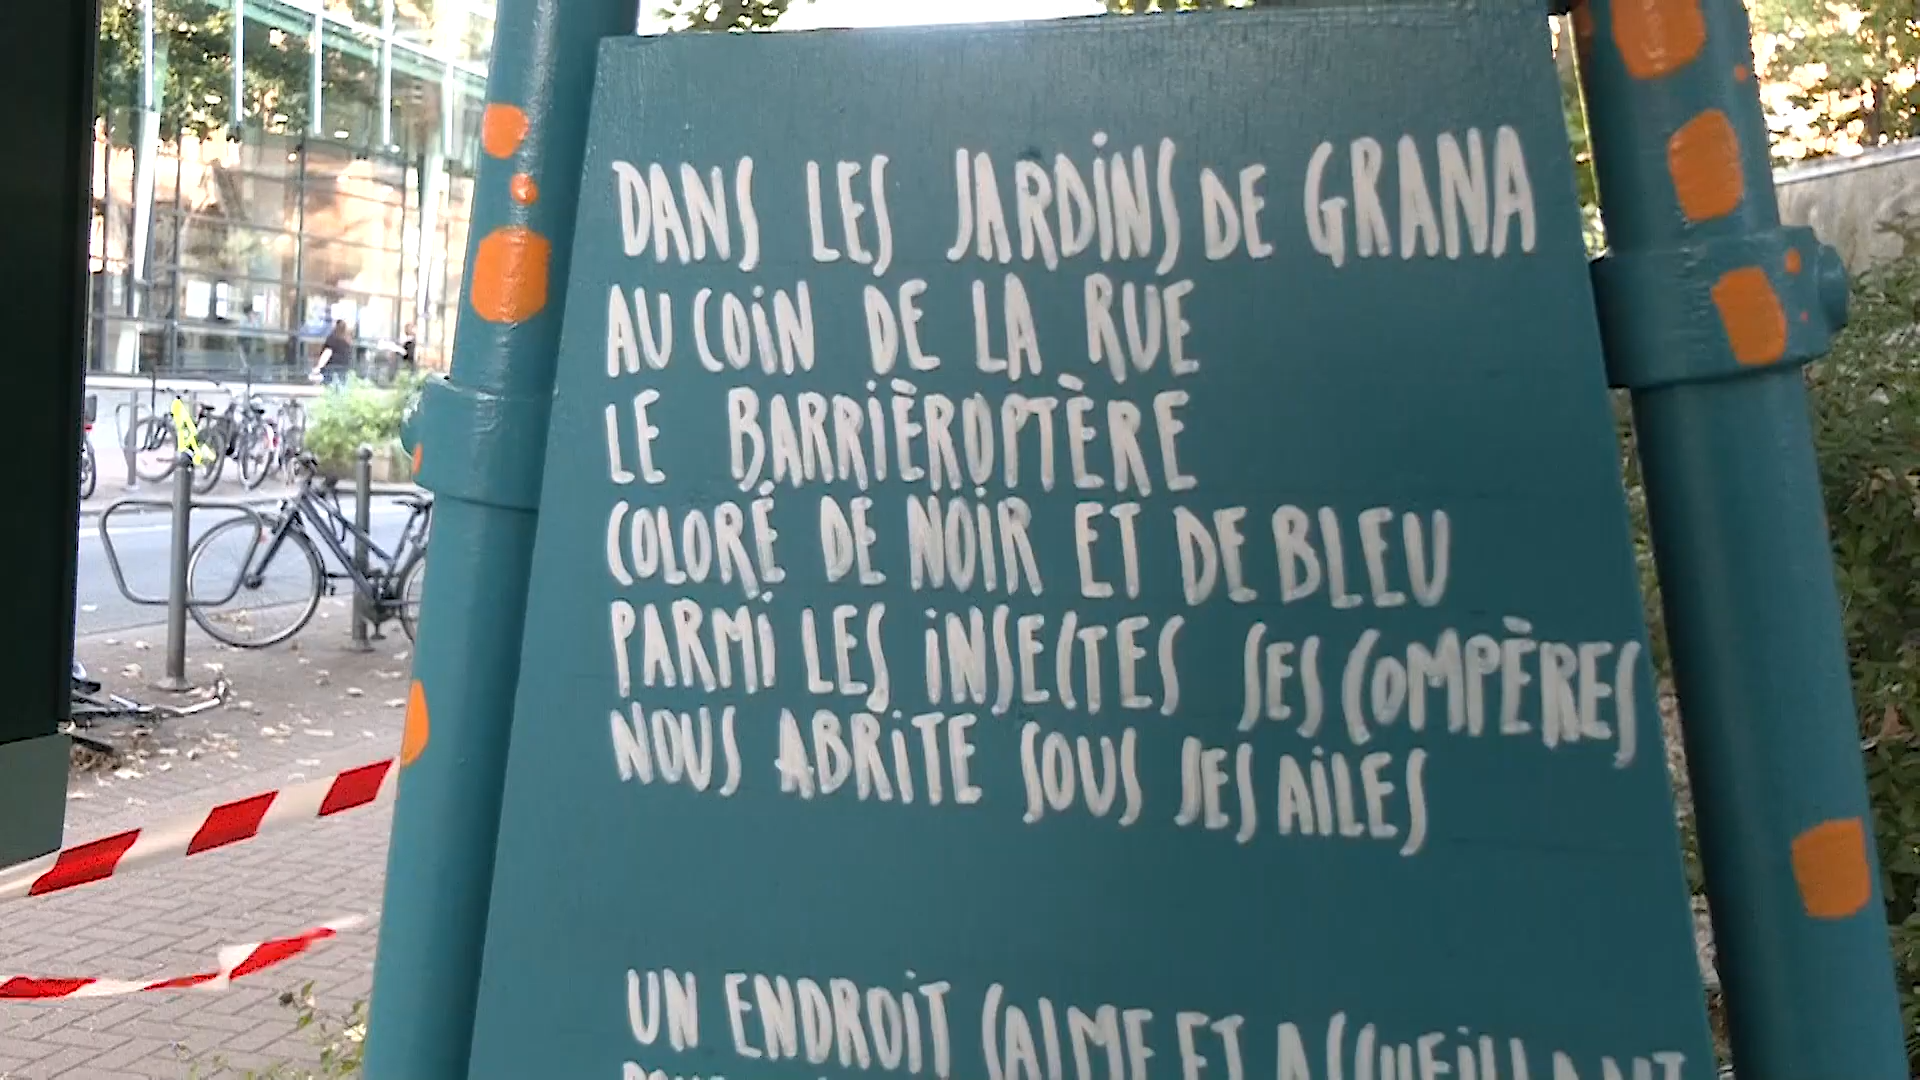 DANS LES JARDINS DE GRANA
AU COIN DE LA RUE
LE BARRIÈROPTÈRE
COLORÉ DE NOIR ET DE BLEU
PARMI LES INSECTES SES COMPÈRES
NOUS ABRITE SOUS SES AILES
UN ENDROIT CALME ET ACCUEILLANT